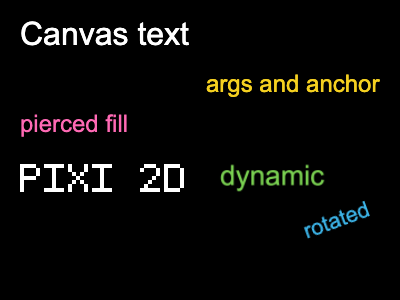 Canvas text
args and anchor
pierced fill
PIXI 2D
dynamic
rotated